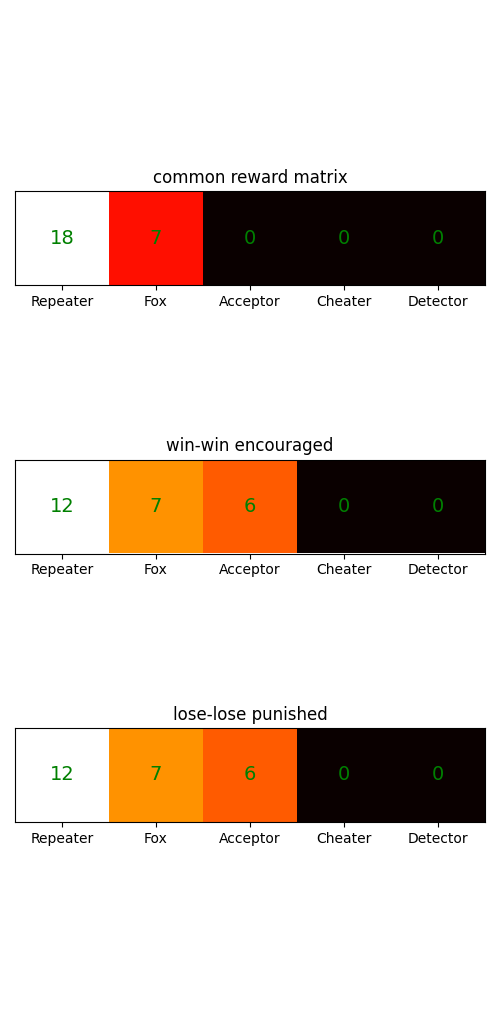 common reward matrix
18 7 0 0 0
Repeater Fox Acceptor Cheater Detector
win-win encouraged
12 7 6 0 0
Repeater Fox Acceptor Cheater Detector
lose-lose punished
12 7 6 0 0
Repeater Fox Acceptor Cheater Detector